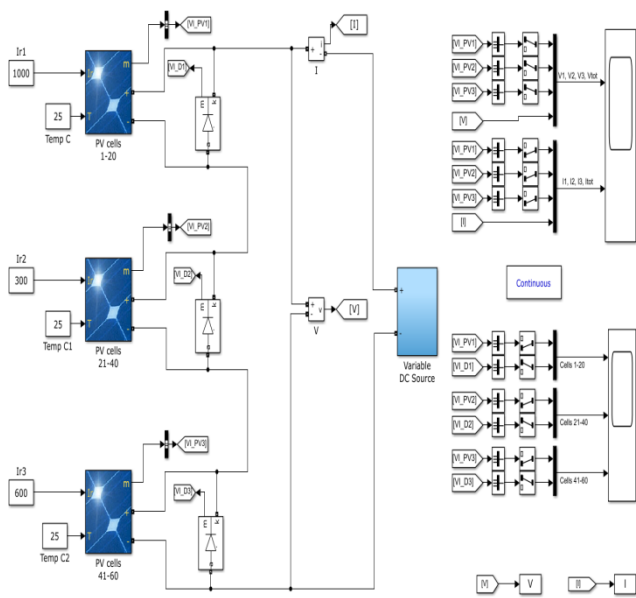 Ir1
1000
25
Temp C
Ir
T
m
+
-
PV cells
1-20
[VI_PV1]
[VI_D1]
m
k
a
[I]
+
i
-
I
Ir2
300
25
Temp C1
Ir
T
m
+
-
PV cells
21-40
[VI_PV2]
[VI_D2]
m
k
a
+
-
v
V
[V]
+
-
Variable
DC Source
Ir3
600
25
Temp C2
Ir
T
m
+
-
PV cells
41-60
[VI_PV3]
[VI_D3]
m
k
a
[VI_PV1]
[VI_PV2]
[VI_PV3]
[V]
V1, V2, V3, Vtot
[VI_PV1]
[VI_PV2]
[VI_PV3]
[I]
I1, I2, I3, Itot
Continuous
[VI_PV1]
[VI_D1]
Cells 1-20
[VI_PV2]
[VI_D2]
Cells 21-40
[VI_PV3]
[VI_D3]
Cells 41-60
[V]
V
[I]
I